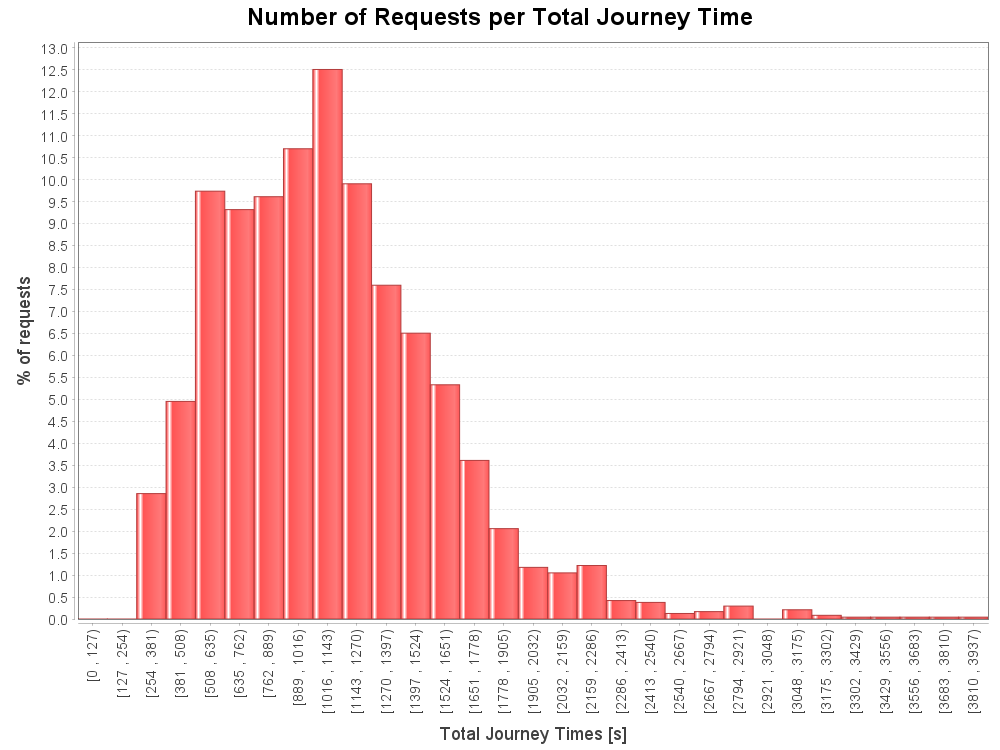 Number of Requests per Total Journey Time
13.0
12.5
12.0
11.5
11.0
10.5
10.0
9.5
9.0
8.5
8.0
7.5
7.0
6.5
6.0
5.5
5.0
4.5
4.0
3.5
3.0
2.5
2.0
1.5
1.0
0.5
0.0
% of requests
[0 , 127)
[127 , 254)
[254 , 381)
[381 , 508)
[508 , 635)
[635 , 762)
[762 , 889)
[889 , 1016)
[1016 , 1143)
[1143 , 1270)
[1270 , 1397)
[1397 , 1524)
[1524 , 1651)
[1651 , 1778)
[1778 , 1905)
[1905 , 2032)
[2032 , 2159)
[2159 , 2286)
[2286 , 2413)
[2413 , 2540)
[2540 , 2667)
[2667 , 2794)
[2794 , 2921)
[2921 , 3048)
[3048 , 3175)
[3175 , 3302)
[3302 , 3429)
[3429 , 3556)
[3556 , 3683)
[3683 , 3810)
[3810 , 3937)
Total Journey Times [s]